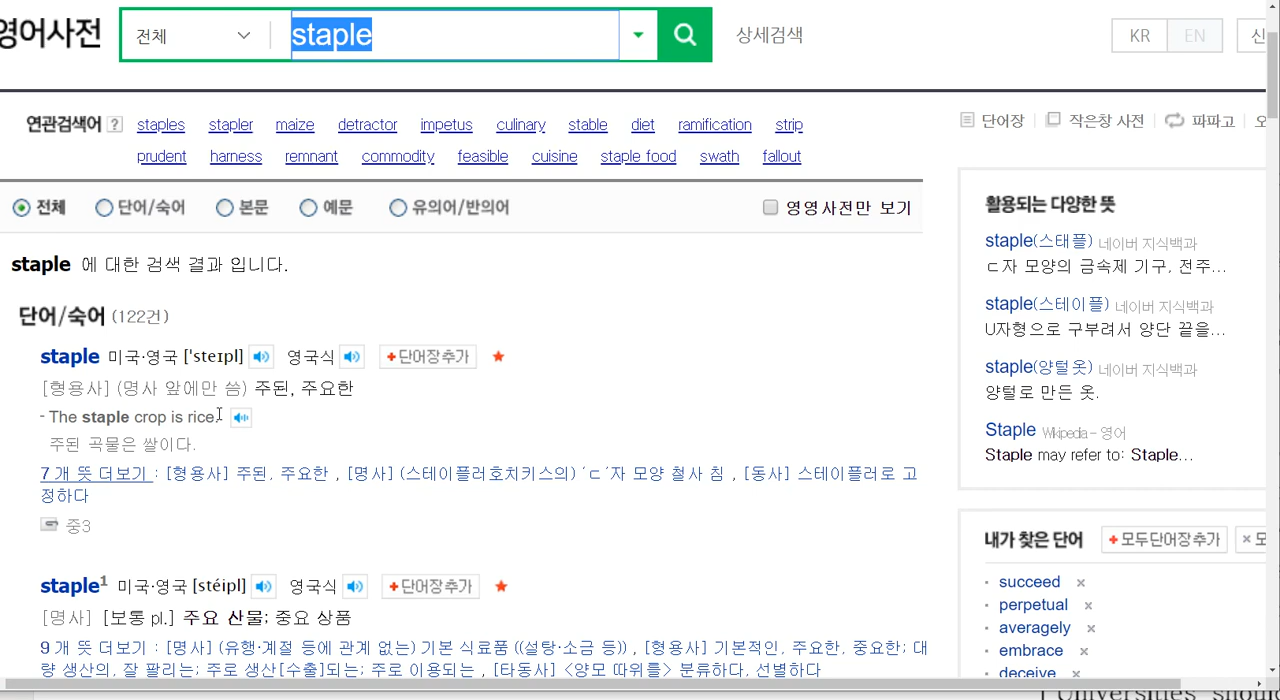 영어사전 전체 staple 상세검색 KR EN 신
연관검색어 ? staples stapler maize detractor impetus culinary stable diet ramification strip
prudent harness remnant commodity feasible cuisine staple food swath fallout
단어장 작은창 사전 파파고 오
전체 단어/숙어 본문 예문 유의어/반의어 영영사전만 보기
staple 에 대한 검색 결과 입니다.
단어/숙어 (122건)
staple 미국·영국 ['steɪpl] 영국식 +단어장추가
[형용사] (명사 앞에만 씀) 주된, 주요한
- The staple crop is rice.
주된 곡물은 쌀이다.
7 개 뜻 더보기 : [형용사] 주된, 주요한 , [명사] (스테이플러호치키스의) ‘ㄷ’자 모양 철사 침 , [동사] 스테이플러로 고
정하다
중3
staple1 미국·영국 [stéipl] 영국식 +단어장추가
[명사] [보통 pl.] 주요 산물; 중요 상품
9 개 뜻 더보기 : [명사] (유행·계절 등에 관계 없는) 기본 식료품 ((설탕·소금 등)) , [형용사] 기본적인, 주요한, 중요한; 대
량 생산의, 잘 팔리는; 주로 생산[수출]되는; 주로 이용되는 , [타동사] <양모 따위를> 분류하다, 선별하다
활용되는 다양한 뜻
staple(스태플) 네이버 지식백과
ㄷ자 모양의 금속제 기구, 전주...
staple(스테이플) 네이버 지식백과
U자형으로 구부려서 양단 끝을...
staple(양털 옷) 네이버 지식백과
양털로 만든 옷.
Staple Wikipedia - 영어
Staple may refer to: Staple...
내가 찾은 단어 +모두단어장추가 × 모
· succeed ×
· perpetual ×
· averagely ×
· embrace ×
· deceive ×
Universities should